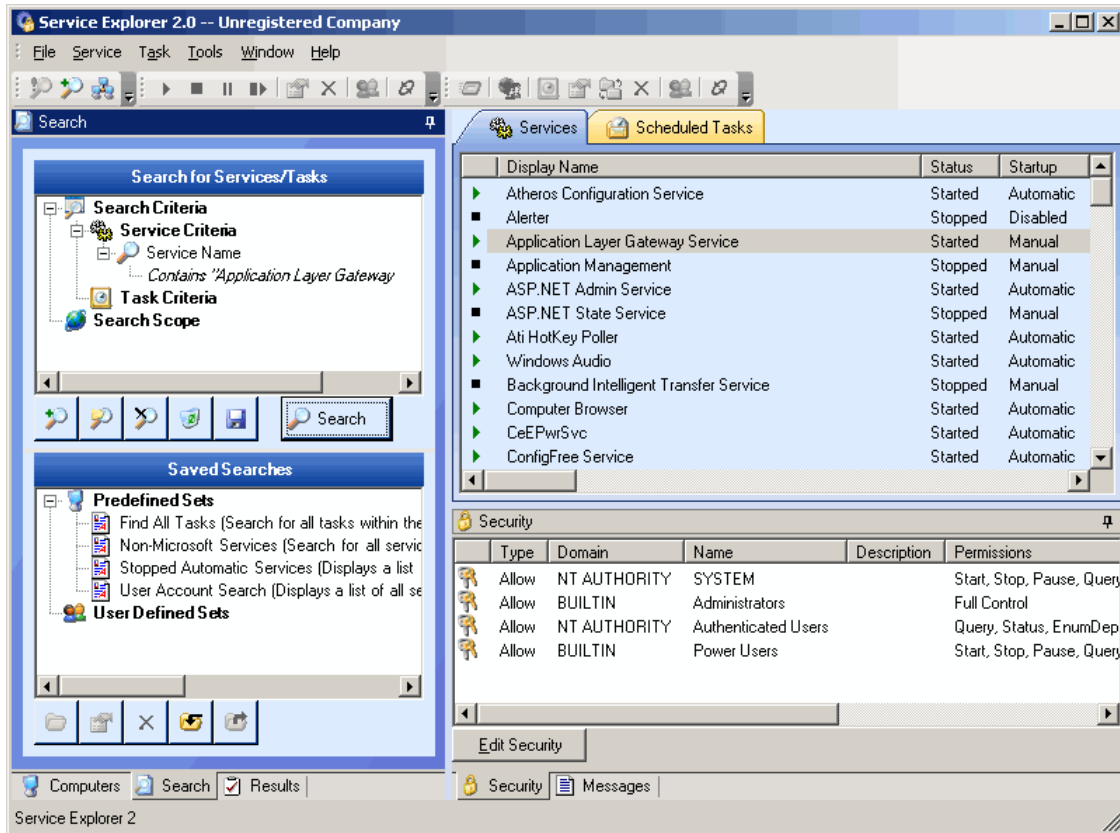 Service Explorer 2.0 -- Unregistered Company
File Service Task Tools Window Help
Search
Search for Services/Tasks
Search Criteria
Service Criteria
Service Name
Contains "Application Layer Gateway
Task Criteria
Search Scope
Search
Saved Searches
Predefined Sets
Find All Tasks (Search for all tasks within the
Non-Microsoft Services (Search for all servic
Stopped Automatic Services (Displays a list
User Account Search (Displays a list of all se
User Defined Sets
Computers Search Results
Services Scheduled Tasks
Display Name Status Startup
Atheros Configuration Service Started Automatic
Alerter Stopped Disabled
Application Layer Gateway Service Started Manual
Application Management Stopped Manual
ASP.NET Admin Service Started Automatic
ASP.NET State Service Stopped Manual
Ati HotKey Poller Started Automatic
Windows Audio Started Automatic
Background Intelligent Transfer Service Stopped Manual
Computer Browser Started Automatic
CeEPwrSvc Started Automatic
ConfigFree Service Started Automatic
Security
Type Domain Name Description Permissions
Allow NT AUTHORITY SYSTEM Start, Stop, Pause, Query
Allow BUILTIN Administrators Full Control
Allow NT AUTHORITY Authenticated Users Query, Status, EnumDep
Allow BUILTIN Power Users Start, Stop, Pause, Query
Edit Security
Security Messages
Service Explorer 2